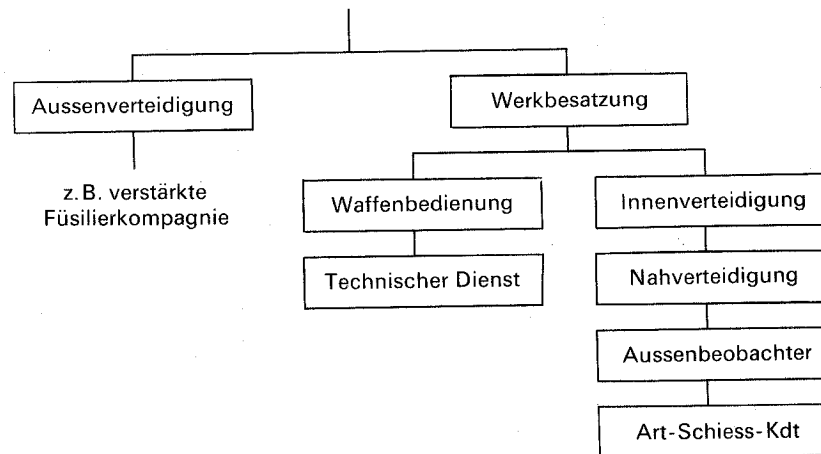 Aussenverteidigung
Werkbesatzung
z.B. verstärkte
Füsilierkompagnie
Waffenbedienung
Innenverteidigung
Technischer Dienst
Nahverteidigung
Aussenbeobachter
Art-Schiess-Kdt